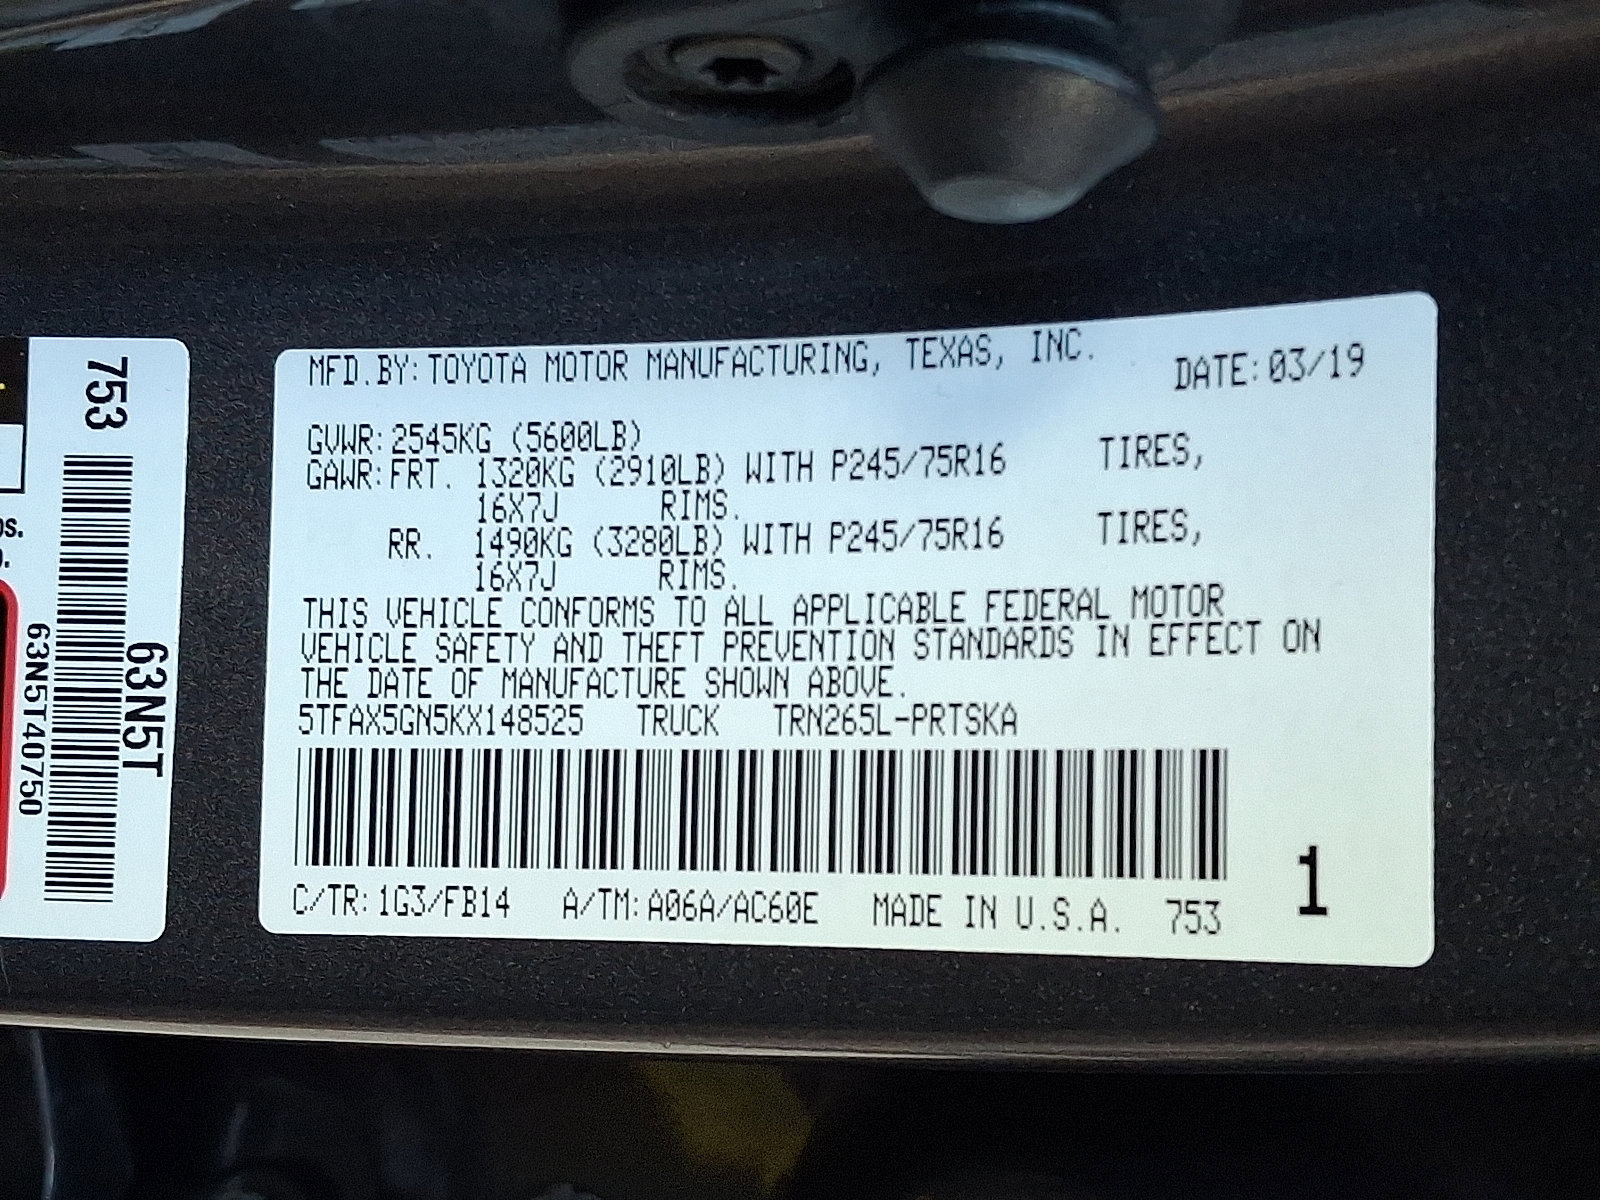 MFD.BY: TOYOTA MOTOR MANUFACTURING, TEXAS, INC. DATE: 03/19
GVWR: 2545KG (5600LB)
GAWR: FRT. 1320KG (2910LB) WITH P245/75R16 TIRES,
16X7J RIMS.
RR. 1490KG (3280LB) WITH P245/75R16 TIRES,
16X7J RIMS.
THIS VEHICLE CONFORMS TO ALL APPLICABLE FEDERAL MOTOR
VEHICLE SAFETY AND THEFT PREVENTION STANDARDS IN EFFECT ON
THE DATE OF MANUFACTURE SHOWN ABOVE.
5TFAX5GN5KX148525 TRUCK TRN265L-PRTSKA
C/TR: 1G3/FB14 A/TM: A06A/AC60E MADE IN U.S.A. 753
1
753
63N5T
63N5T40750